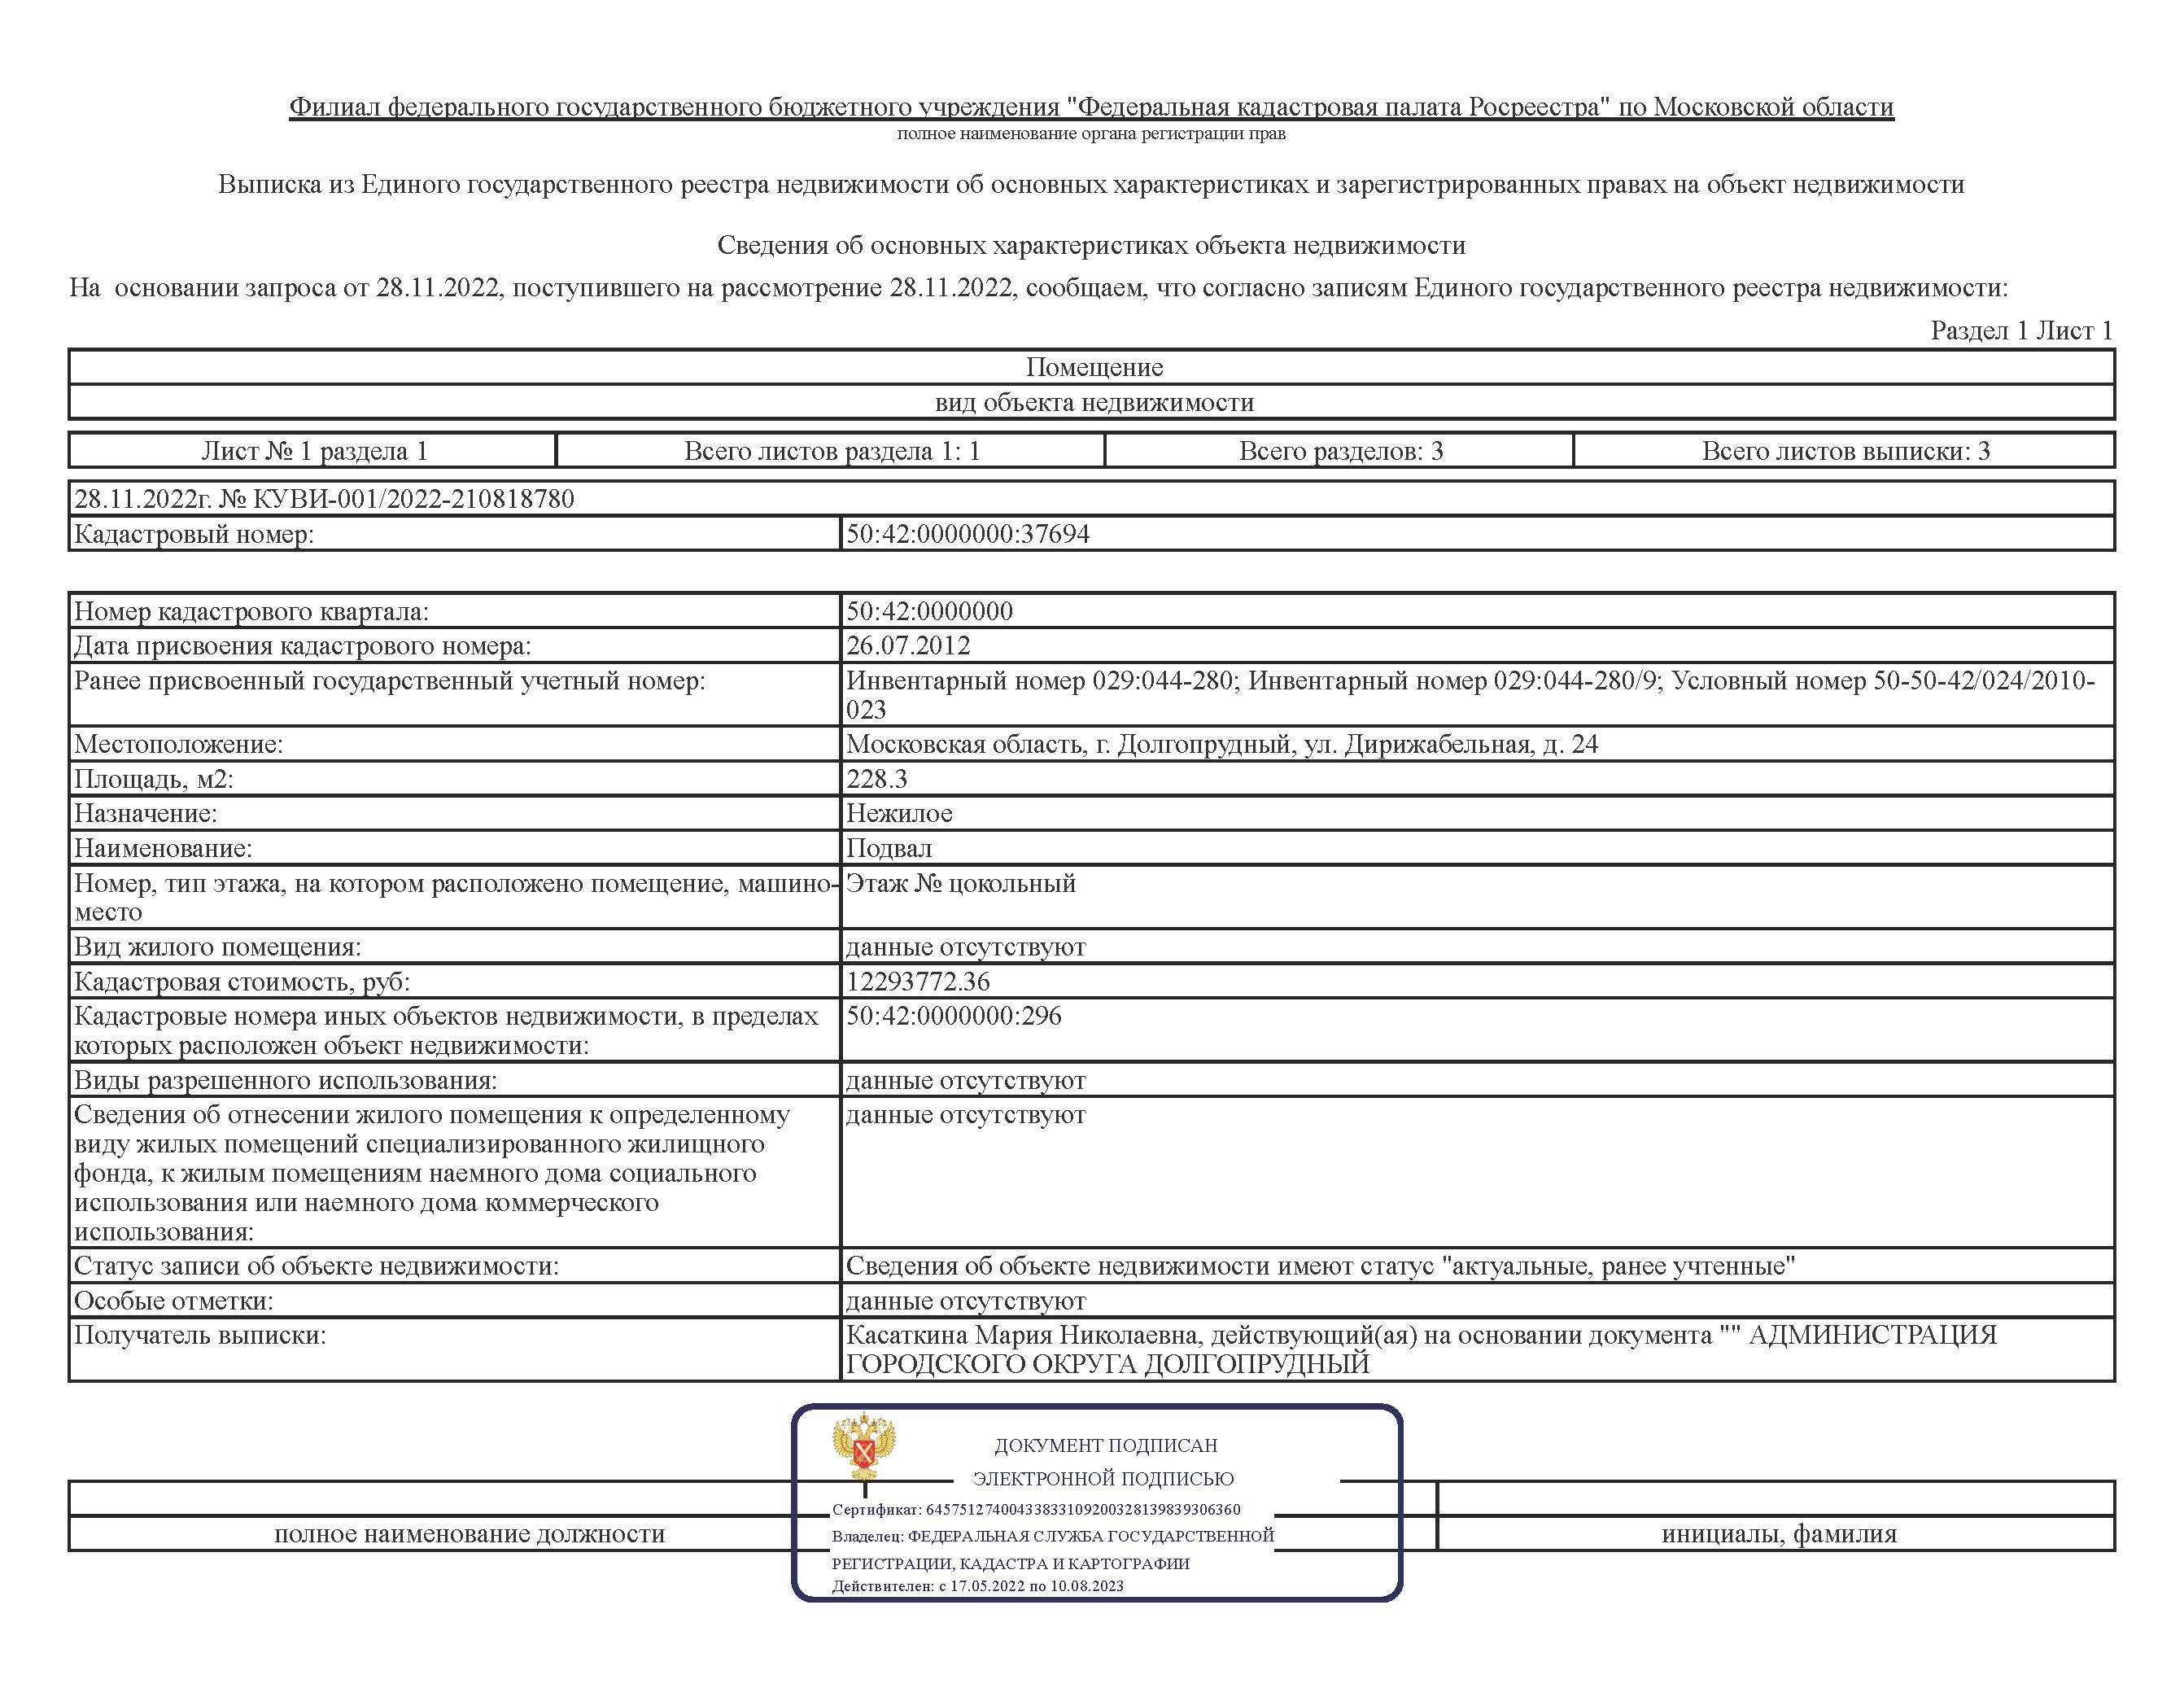 Филиал федерального государственного бюджетного учреждения "Федеральная кадастровая палата Росреестра" по Московской области
полное наименование органа регистрации прав
Выписка из Единого государственного реестра недвижимости об основных характеристиках и зарегистрированных правах на объект недвижимости
Сведения об основных характеристиках объекта недвижимости
На основании запроса от 28.11.2022, поступившего на рассмотрение 28.11.2022, сообщаем, что согласно записям Единого государственного реестра недвижимости:
Раздел 1 Лист 1
Помещение
вид объекта недвижимости
Лист № 1 раздела 1 Всего листов раздела 1: 1 Всего разделов: 3 Всего листов выписки: 3
28.11.2022г. № КУВИ-001/2022-210818780
Кадастровый номер: 50:42:0000000:37694
Номер кадастрового квартала: 50:42:0000000
Дата присвоения кадастрового номера: 26.07.2012
Ранее присвоенный государственный учетный номер: Инвентарный номер 029:044-280; Инвентарный номер 029:044-280/9; Условный номер 50-50-42/024/2010-
023
Местоположение: Московская область, г. Долгопрудный, ул. Дирижабельная, д. 24
Площадь, м2: 228.3
Назначение: Нежилое
Наименование: Подвал
Номер, тип этажа, на котором расположено помещение, машино- Этаж № цокольный
место
Вид жилого помещения: данные отсутствуют
Кадастровая стоимость, руб: 12293772.36
Кадастровые номера иных объектов недвижимости, в пределах 50:42:0000000:296
которых расположен объект недвижимости:
Виды разрешенного использования: данные отсутствуют
Сведения об отнесении жилого помещения к определенному данные отсутствуют
виду жилых помещений специализированного жилищного
фонда, к жилым помещениям наемного дома социального
использования или наемного дома коммерческого
использования:
Статус записи об объекте недвижимости: Сведения об объекте недвижимости имеют статус "актуальные, ранее учтенные"
Особые отметки: данные отсутствуют
Получатель выписки: Касаткина Мария Николаевна, действующий(ая) на основании документа "" АДМИНИСТРАЦИЯ
ГОРОДСКОГО ОКРУГА ДОЛГОПРУДНЫЙ
ДОКУМЕНТ ПОДПИСАН
ЭЛЕКТРОННОЙ ПОДПИСЬЮ
Сертификат: 64575127400433833109200328139839306360
Владелец: ФЕДЕРАЛЬНАЯ СЛУЖБА ГОСУДАРСТВЕННОЙ
РЕГИСТРАЦИИ, КАДАСТРА И КАРТОГРАФИИ
Действителен: с 17.05.2022 по 10.08.2023
полное наименование должности инициалы, фамилия